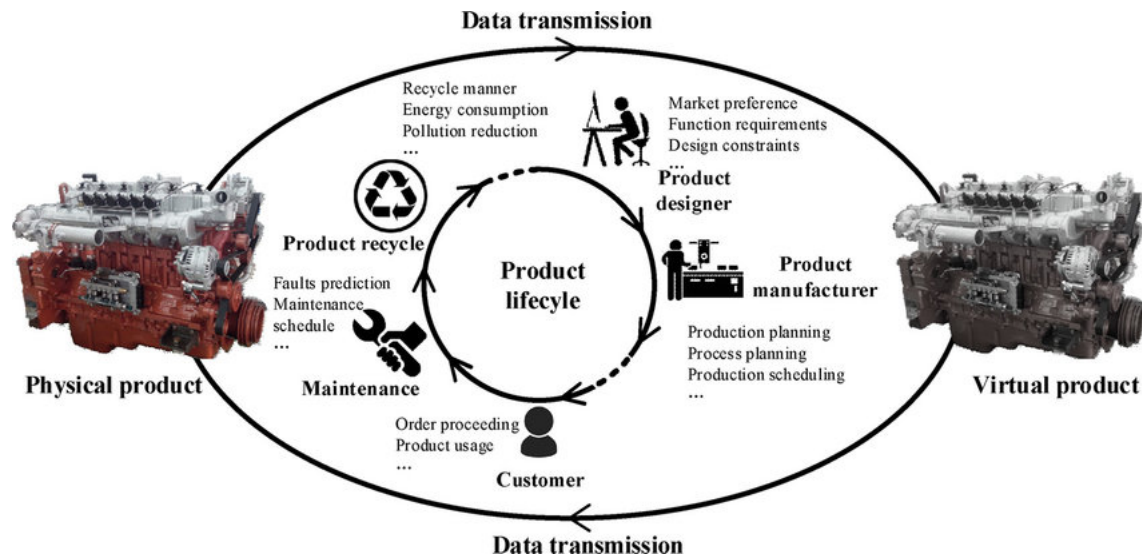 Data transmission
Recycle manner
Energy consumption
Pollution reduction
...
Market preference
Function requirements
Design constraints
...
Product
designer
Product recycle
Product
lifecyle
Product
manufacturer
Faults prediction
Maintenance
schedule
...
Production planning
Process planning
Production scheduling
...
Physical product
Maintenance
Virtual product
Order proceeding
Product usage
...
Customer
Data transmission